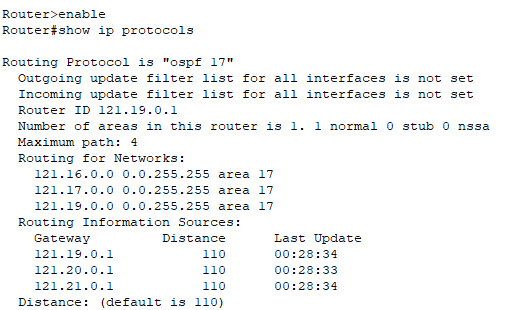 Router>enable
Router#show ip protocols
Routing Protocol is "ospf 17"
Outgoing update filter list for all interfaces is not set
Incoming update filter list for all interfaces is not set
Router ID 121.19.0.1
Number of areas in this router is 1. 1 normal 0 stub 0 nssa
Maximum path: 4
Routing for Networks:
121.16.0.0 0.0.255.255 area 17
121.17.0.0 0.0.255.255 area 17
121.19.0.0 0.0.255.255 area 17
Routing Information Sources:
Gateway Distance Last Update
121.19.0.1 110 00:28:34
121.20.0.1 110 00:28:33
121.21.0.1 110 00:28:34
Distance: (default is 110)